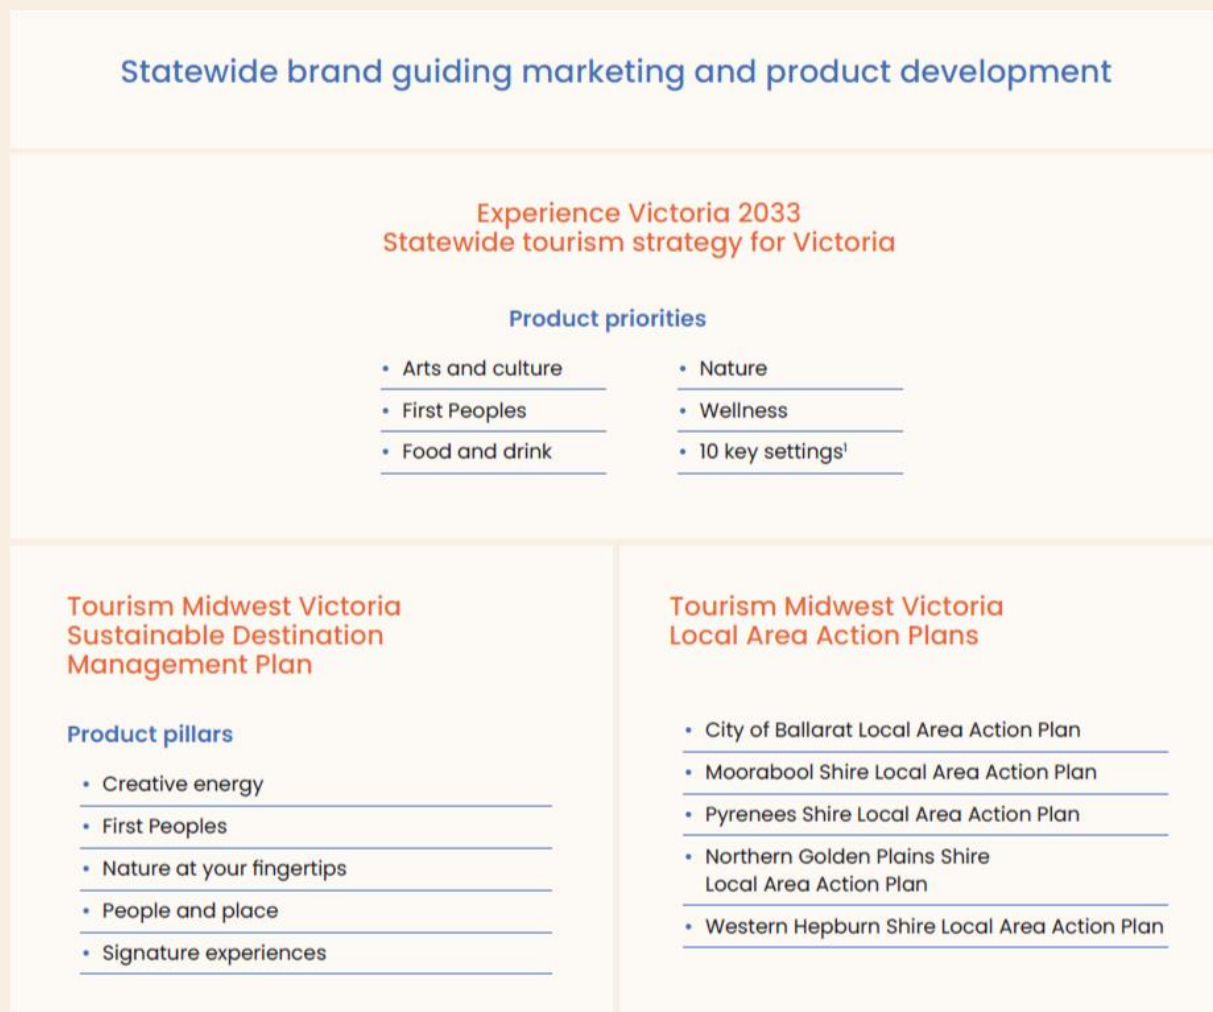 Statewide brand guiding marketing and product development
Experience Victoria 2033
Statewide tourism strategy for Victoria
Product priorities
• Arts and culture
• First Peoples
• Food and drink
• Nature
• Wellness
• 10 key settings¹
Tourism Midwest Victoria
Sustainable Destination
Management Plan
Product pillars
• Creative energy
• First Peoples
• Nature at your fingertips
• People and place
• Signature experiences
Tourism Midwest Victoria
Local Area Action Plans
• City of Ballarat Local Area Action Plan
• Moorabool Shire Local Area Action Plan
• Pyrenees Shire Local Area Action Plan
• Northern Golden Plains Shire
Local Area Action Plan
• Western Hepburn Shire Local Area Action Plan